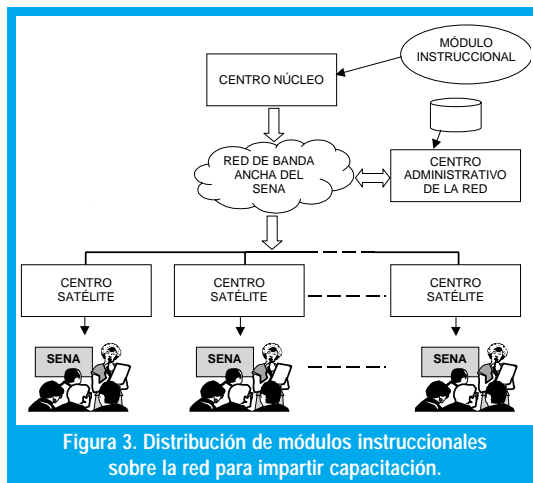 MÓDULO
INSTRUCCIONAL
CENTRO NÚCLEO
RED DE BANDA
ANCHA DEL
SENA
CENTRO
ADMINISTRATIVO
DE LA RED
CENTRO
SATÉLITE
CENTRO
SATÉLITE
CENTRO
SATÉLITE
SENA
SENA
SENA
Figura 3. Distribución de módulos instruccionales
sobre la red para impartir capacitación.